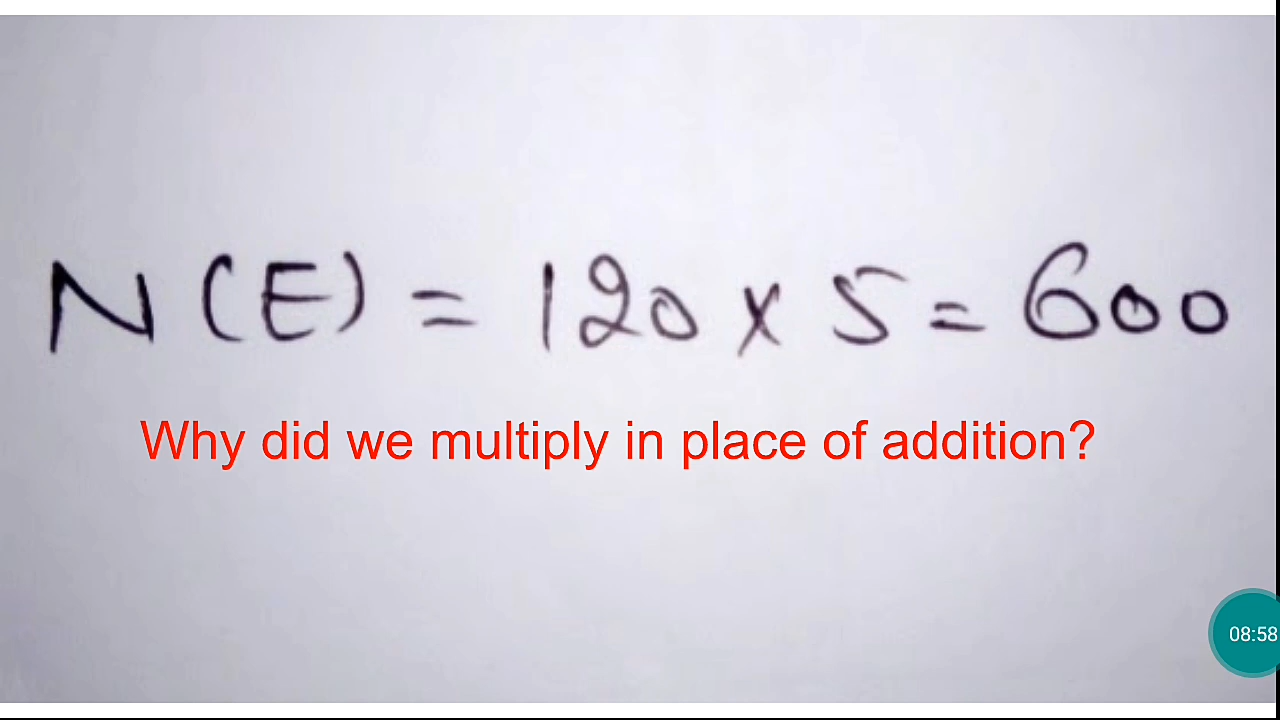 N(E) = 120 x 5 = 600
Why did we multiply in place of addition?
08:58